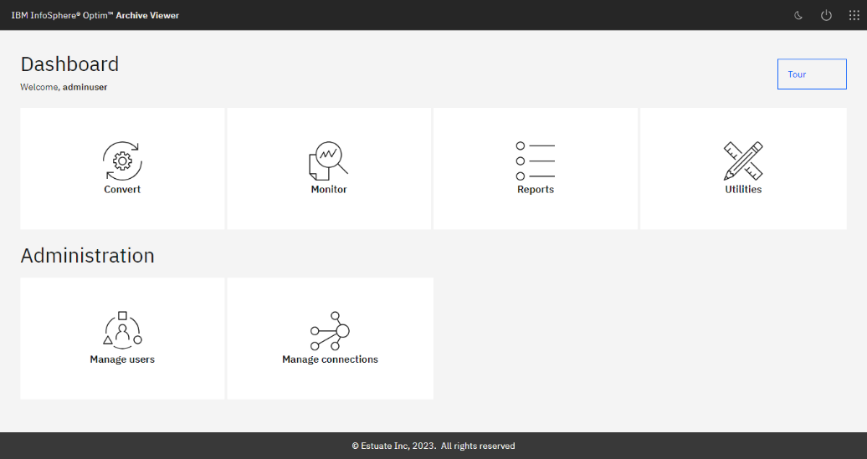 IBM InfoSphere® Optim™ Archive Viewer
Dashboard
Welcome, adminuser
Tour
Convert
Monitor
Reports
Utilities
Administration
Manage users
Manage connections
© Estuate Inc, 2023. All rights reserved